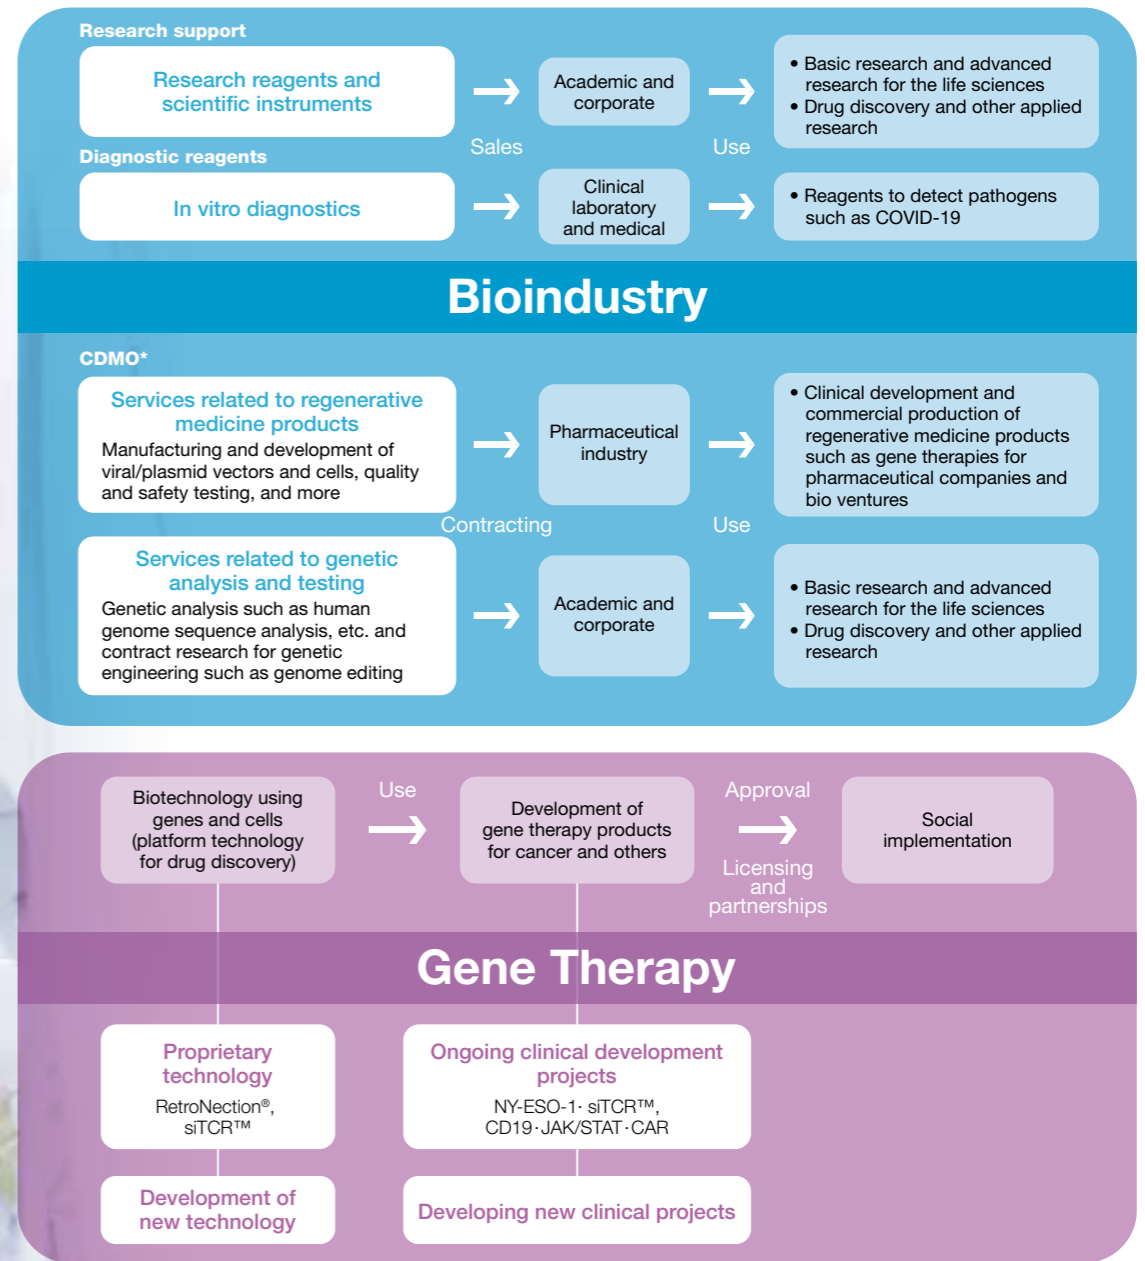 Research support
Research reagents and
scientific instruments
Academic and
corporate
• Basic research and advanced
research for the life sciences
• Drug discovery and other applied
research
Sales
Use
Diagnostic reagents
In vitro diagnostics
Clinical
laboratory
and medical
• Reagents to detect pathogens
such as COVID-19
Bioindustry
CDMO*
Services related to regenerative
medicine products
Manufacturing and development of
viral/plasmid vectors and cells, quality
and safety testing, and more
Pharmaceutical
industry
• Clinical development and
commercial production of
regenerative medicine products
such as gene therapies for
pharmaceutical companies and
bio ventures
Contracting
Use
Services related to genetic
analysis and testing
Genetic analysis such as human
genome sequence analysis, etc. and
contract research for genetic
engineering such as genome editing
Academic and
corporate
• Basic research and advanced
research for the life sciences
• Drug discovery and other applied
research
Biotechnology using
genes and cells
(platform technology
for drug discovery)
Use
Development of
gene therapy products
for cancer and others
Approval
Licensing
and
partnerships
Social
implementation
Gene Therapy
Proprietary
technology
RetroNection®,
siTCR™
Ongoing clinical development
projects
NY-ESO-1· siTCR™,
CD19·JAK/STAT·CAR
Development of
new technology
Developing new clinical projects